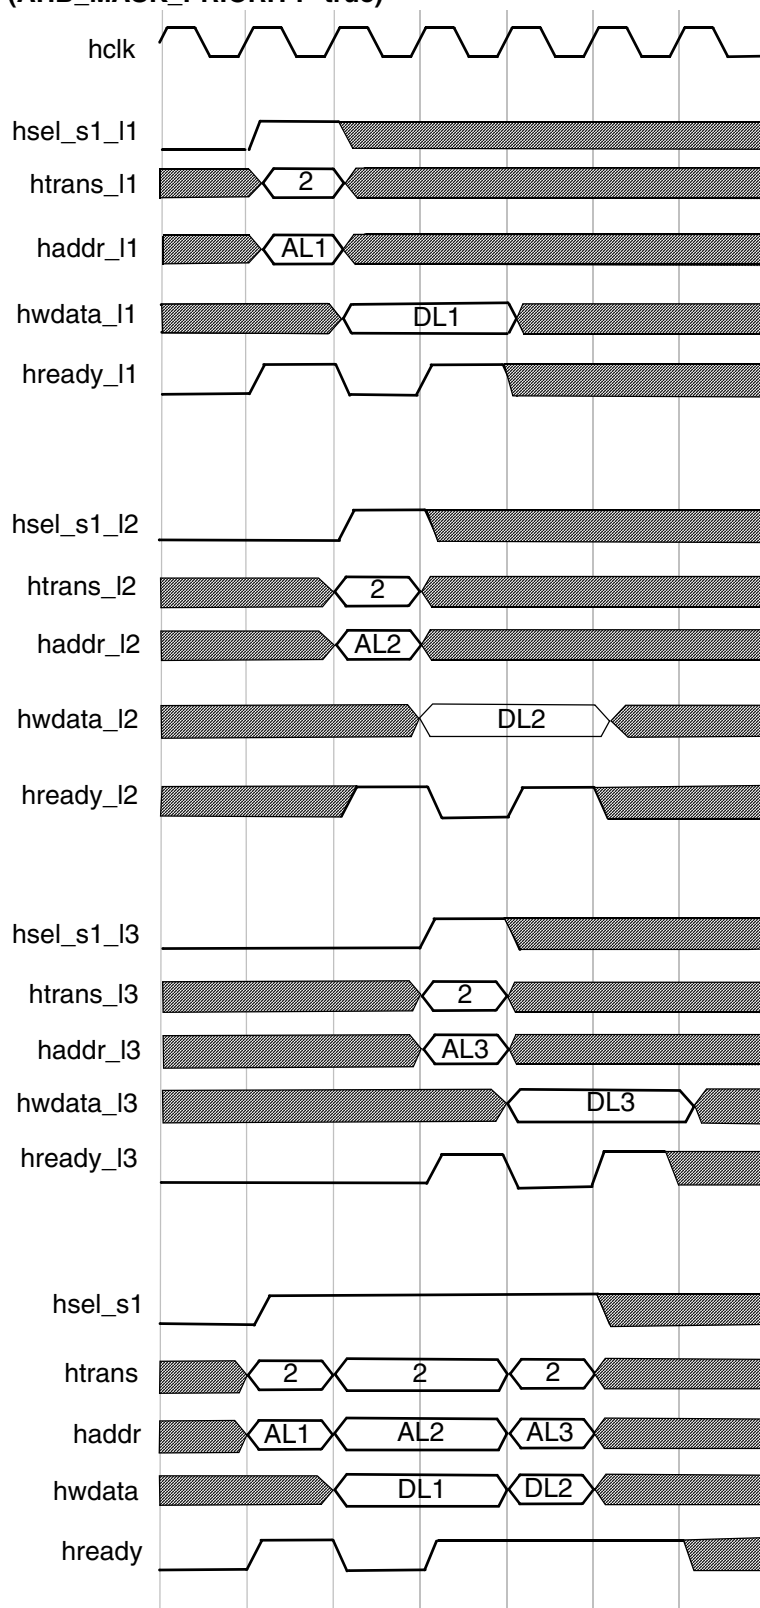 hclk
hsel_s1_l1
htrans_l1
2
haddr_l1
AL1
hwdata_l1
DL1
hready_l1
hsel_s1_l2
htrans_l2
2
haddr_l2
AL2
hwdata_l2
DL2
hready_l2
hsel_s1_l3
htrans_l3
2
haddr_l3
AL3
hwdata_l3
DL3
hready_l3
hsel_s1
htrans
2 2 2
haddr
AL1 AL2 AL3
hwdata
DL1 DL2
hready